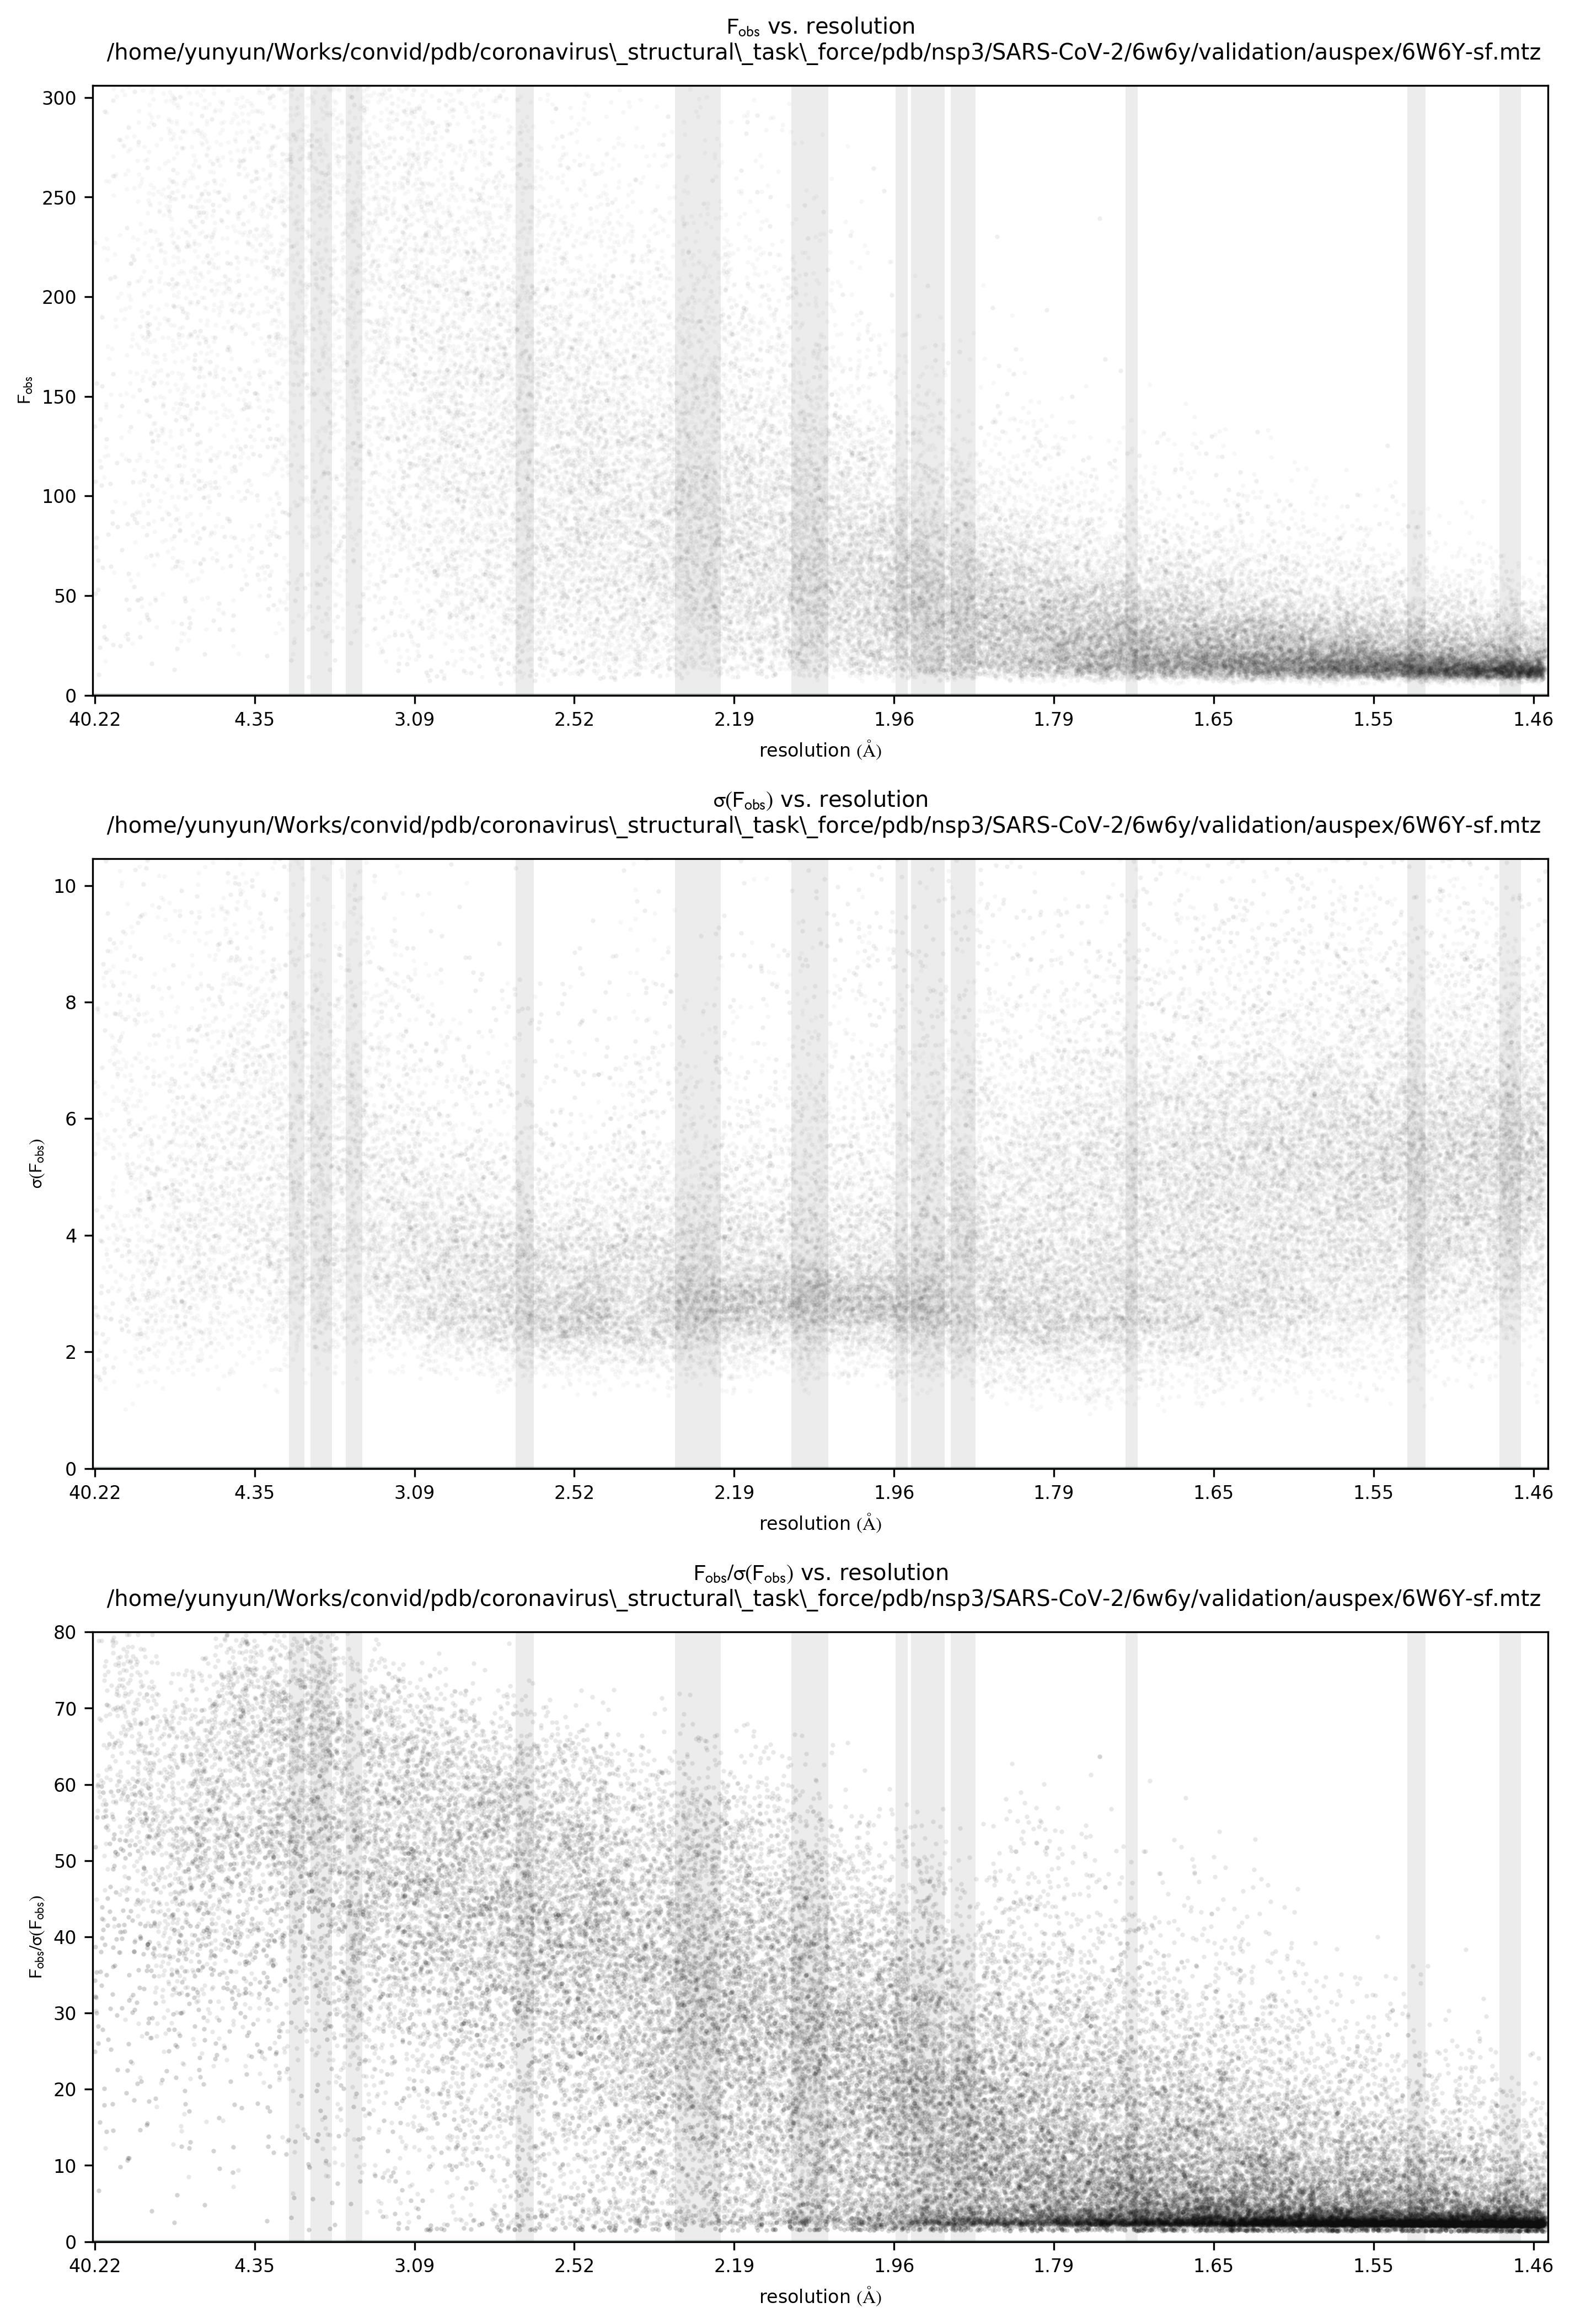 Fobs vs. resolution
/home/yunyun/Works/convid/pdb/coronavirus\_structural\_task\_force/pdb/nsp3/SARS-CoV-2/6w6y/validation/auspex/6W6Y-sf.mtz
300
250
200
150
100
50
0
Fobs
40.22 4.35 3.09 2.52 2.19 1.96 1.79 1.65 1.55 1.46
resolution (Å)
σ(Fobs) vs. resolution
/home/yunyun/Works/convid/pdb/coronavirus\_structural\_task\_force/pdb/nsp3/SARS-CoV-2/6w6y/validation/auspex/6W6Y-sf.mtz
10
8
6
4
2
0
σ(Fobs)
40.22 4.35 3.09 2.52 2.19 1.96 1.79 1.65 1.55 1.46
resolution (Å)
Fobs/σ(Fobs) vs. resolution
/home/yunyun/Works/convid/pdb/coronavirus\_structural\_task\_force/pdb/nsp3/SARS-CoV-2/6w6y/validation/auspex/6W6Y-sf.mtz
80
70
60
50
40
30
20
10
0
Fobs/σ(Fobs)
40.22 4.35 3.09 2.52 2.19 1.96 1.79 1.65 1.55 1.46
resolution (Å)